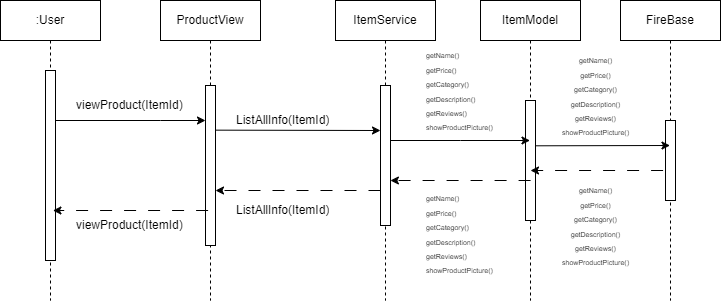 :User
ProductView
ItemService
ItemModel
FireBase
viewProduct(ItemId)
ListAllInfo(ItemId)
getName()
getPrice()
getCategory()
getDescription()
getReviews()
showProductPicture()
getName()
getPrice()
getCategory()
getDescription()
getReviews()
showProductPicture()
viewProduct(ItemId)
ListAllInfo(ItemId)
getName()
getPrice()
getCategory()
getDescription()
getReviews()
showProductPicture()
getName()
getPrice()
getCategory()
getDescription()
getReviews()
showProductPicture()